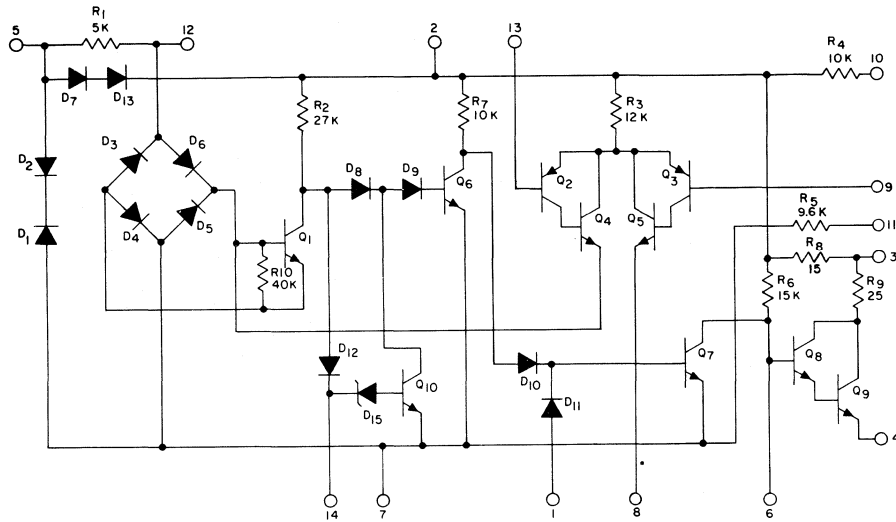 R1
5K
5
12
2
13
R4
10K
10
D7
D13
R2
27K
R7
10K
R3
12K
D3
D6
D2
D8
D9
Q6
Q2
Q3
9
R5
9.6K
11
D1
D4
D5
Q1
Q4
Q5
R10
40K
R8
15
3
R6
15K
R9
25
D12
D15
Q10
D10
D11
Q7
Q8
Q9
4
14
7
1
8
6